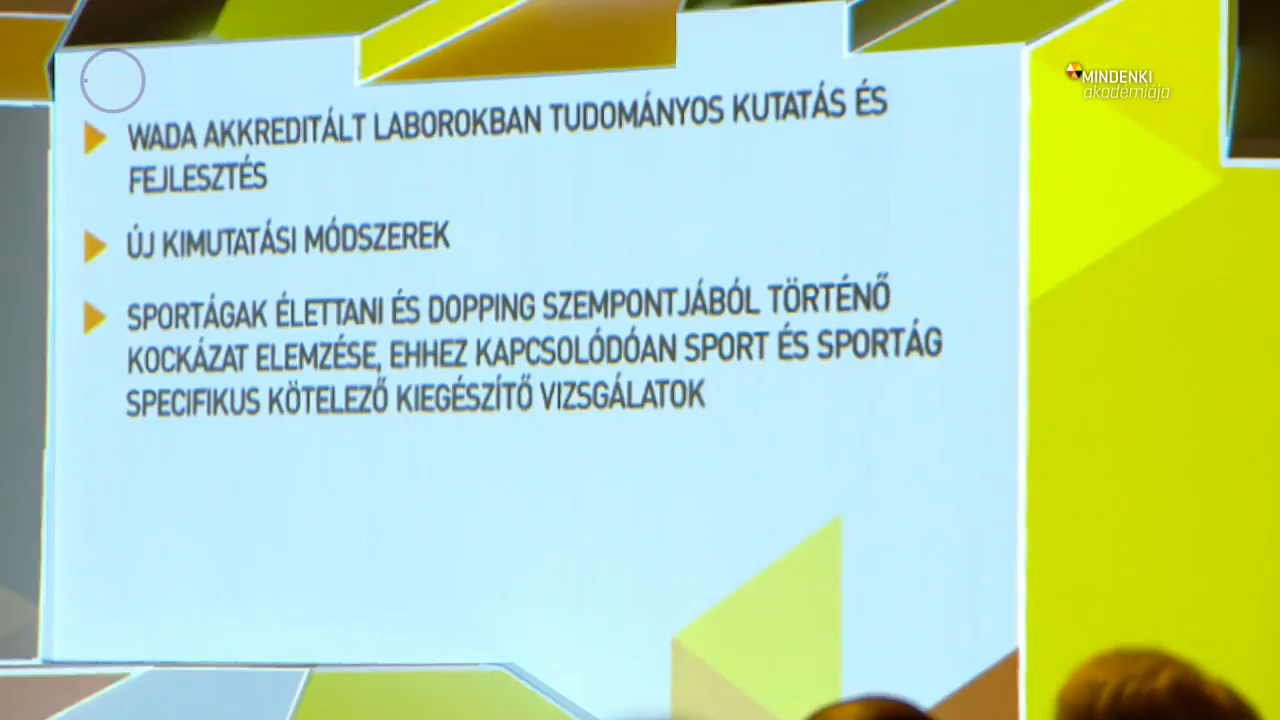 MINDENKI
akadémiája
WADA AKKREDITÁLT LABOROKBAN TUDOMÁNYOS KUTATÁS ÉS
FEJLESZTÉS
ÚJ KIMUTATÁSI MÓDSZEREK
SPORTÁGAK ÉLETTANI ÉS DOPPING SZEMPONTJÁBÓL TÖRTÉNŐ
KOCKÁZAT ELEMZÉSE, EHHEZ KAPCSOLÓDÓAN SPORT ÉS SPORTÁG
SPECIFIKUS KÖTELEZŐ KIEGÉSZÍTŐ VIZSGÁLATOK